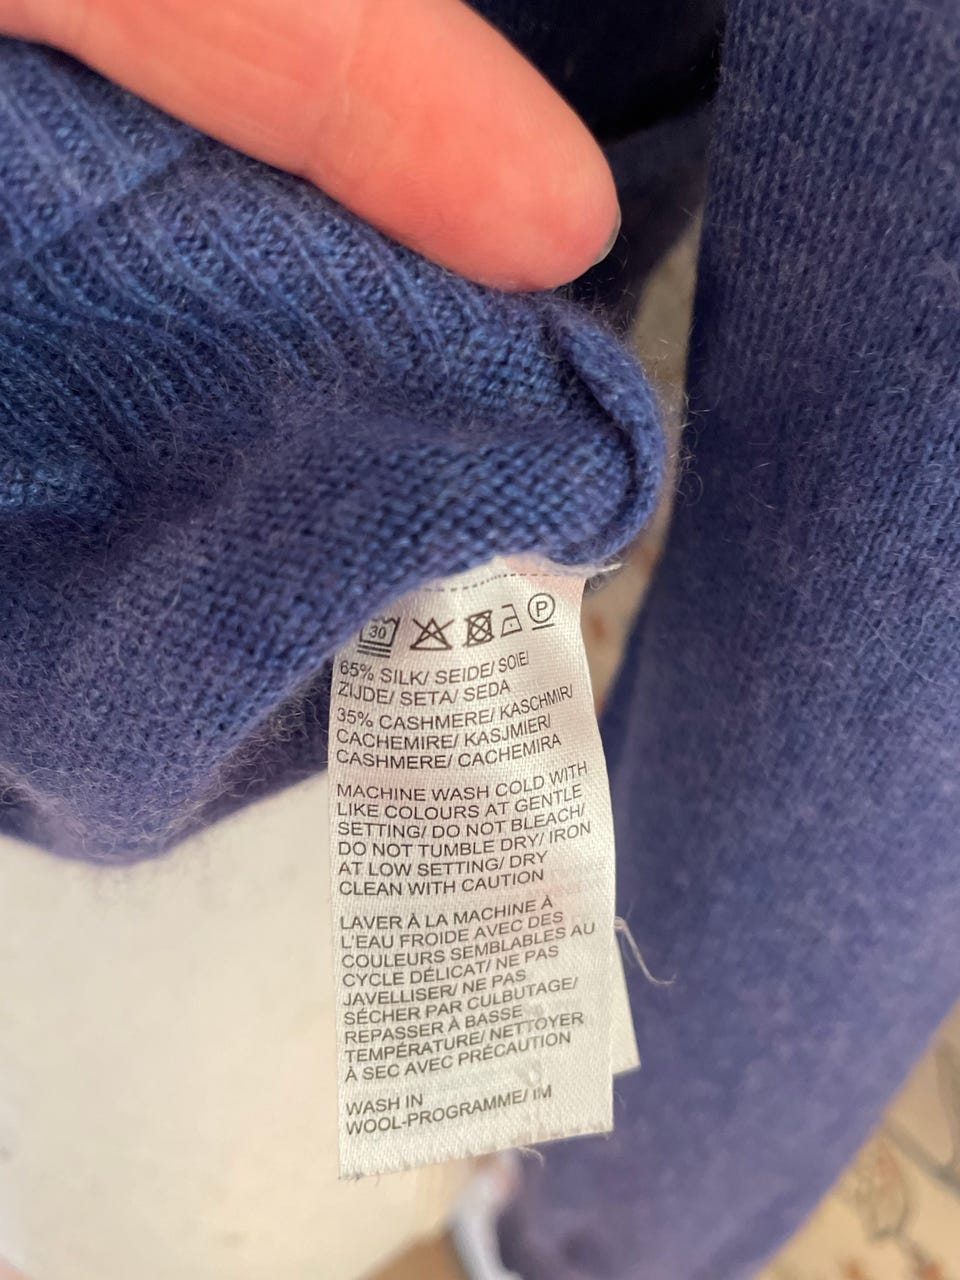 30 P
65% SILK/ SEIDE/ SOIE/
ZIJDE/ SETA/ SEDA
35% CASHMERE/ KASCHMIR/
CACHEMIRE/ KASJMIER/
CASHMERE/ CACHEMIRA
MACHINE WASH COLD WITH
LIKE COLOURS AT GENTLE
SETTING/ DO NOT BLEACH/
DO NOT TUMBLE DRY/ IRON
AT LOW SETTING/ DRY
CLEAN WITH CAUTION
LAVER À LA MACHINE À
L'EAU FROIDE AVEC DES
COULEURS SEMBLABLES AU
CYCLE DÉLICAT/ NE PAS
JAVELLISER/ NE PAS
SÉCHER PAR CULBUTAGE/
REPASSER À BASSE
TEMPÉRATURE/ NETTOYER
À SEC AVEC PRÉCAUTION
WASH IN
WOOL-PROGRAMME/ IM